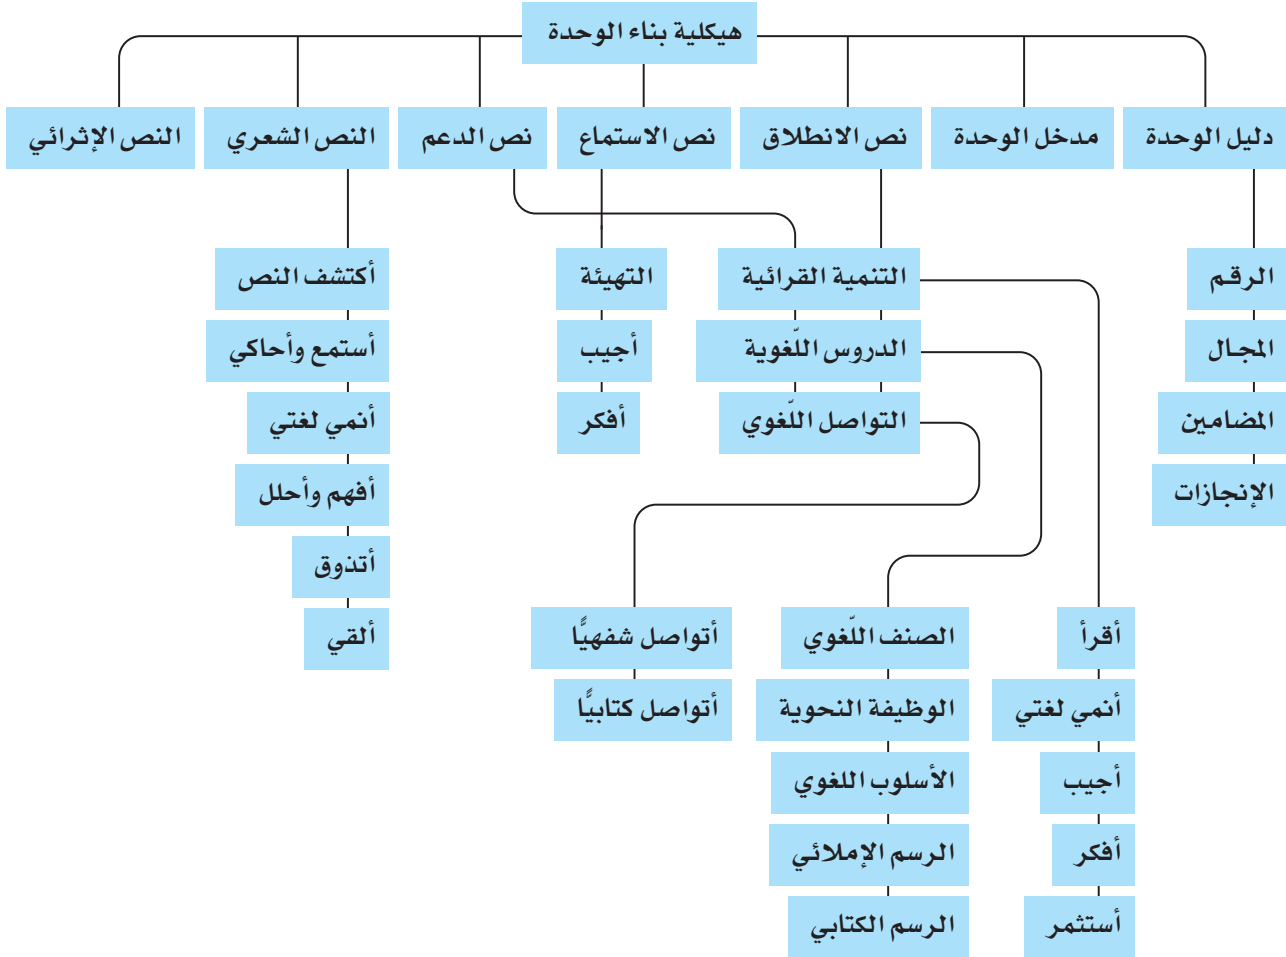 هيكلية بناء الوحدة
دليل الوحدة
مدخل الوحدة
نص الانطلاق
نص الاستماع
نص الدعم
النص الشعري
النص الإثرائي
الرقم
المجال
المضامين
الإنجازات
التنمية القرائية
الدروس اللّغوية
التواصل اللّغوي
التهيئة
أجيب
أفكر
أكتشف النص
أستمع وأحاكي
أنمي لغتي
أفهم وأحلل
أتذوق
ألقي
أقرأ
أنمي لغتي
أجيب
أفكر
أستثمر
الصنف اللّغوي
الوظيفة النحوية
الأسلوب اللغوي
الرسم الإملائي
الرسم الكتابي
أتواصل شفهيًّا
أتواصل كتابيًّا